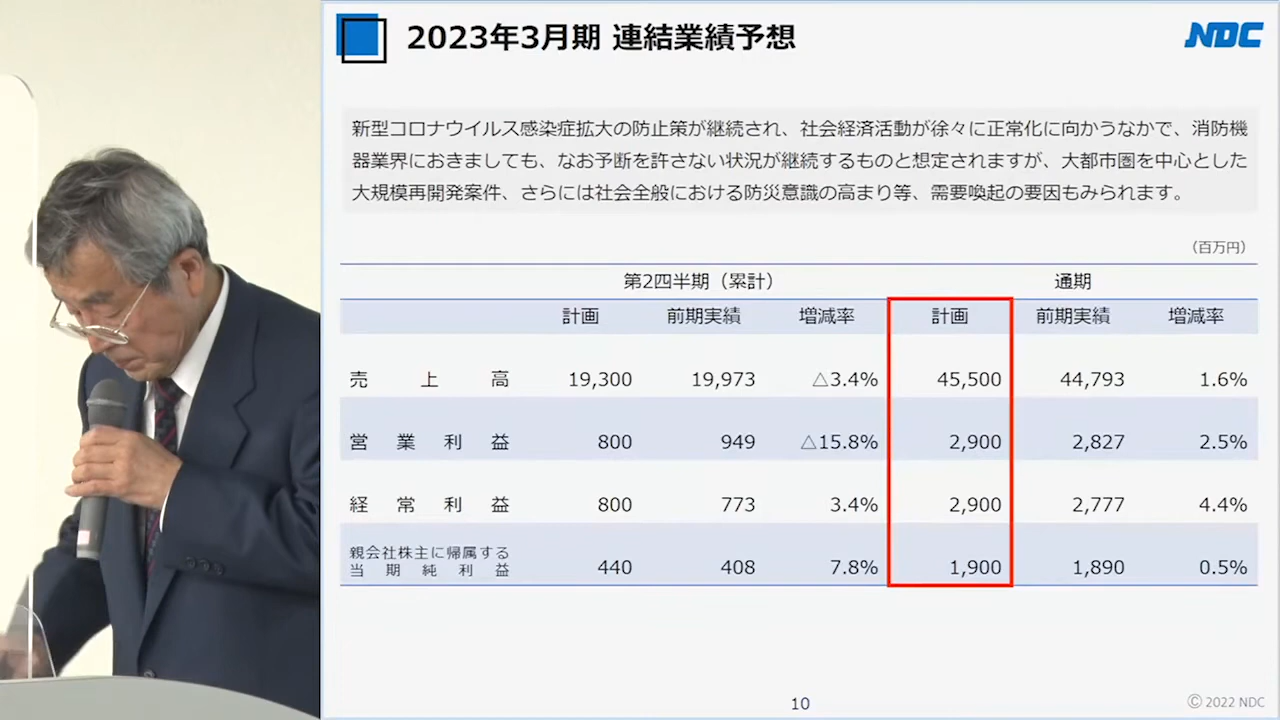 2023年3月期 連結業績予想
NDC
新型コロナウイルス感染症拡大の防止策が継続され、社会経済活動が徐々に正常化に向かうなかで、消防機
器業界におきましても、なお予断を許さない状況が継続するものと想定されますが、大都市圏を中心とした
大規模再開発案件、さらには社会全般における防災意識の高まり等、需要喚起の要因もみられます。
(百万円)
第2四半期(累計) 通期
計画 前期実績 増減率 計画 前期実績 増減率
売上高 19,300 19,973 △3.4% 45,500 44,793 1.6%
営業利益 800 949 △15.8% 2,900 2,827 2.5%
経常利益 800 773 3.4% 2,900 2,777 4.4%
親会社株主に帰属する
当期純利益 440 408 7.8% 1,900 1,890 0.5%
10
Ⓒ 2022 NDC